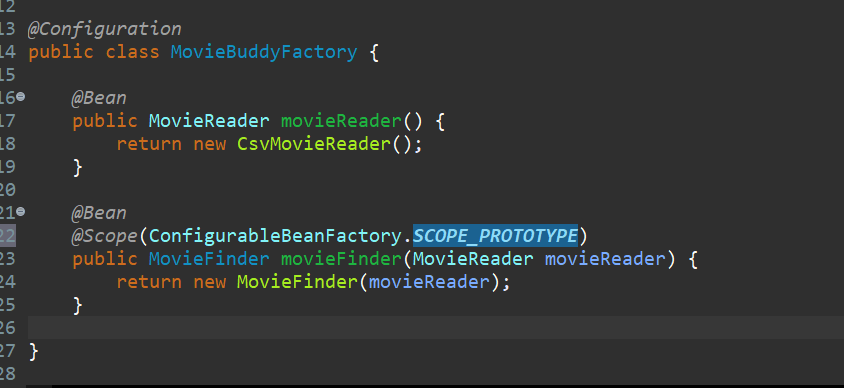 12
13 @Configuration
14 public class MovieBuddyFactory {
15
16 @Bean
17 public MovieReader movieReader() {
18 return new CsvMovieReader();
19 }
20
21 @Bean
22 @Scope(ConfigurableBeanFactory.SCOPE_PROTOTYPE)
23 public MovieFinder movieFinder(MovieReader movieReader) {
24 return new MovieFinder(movieReader);
25 }
26
27 }
28